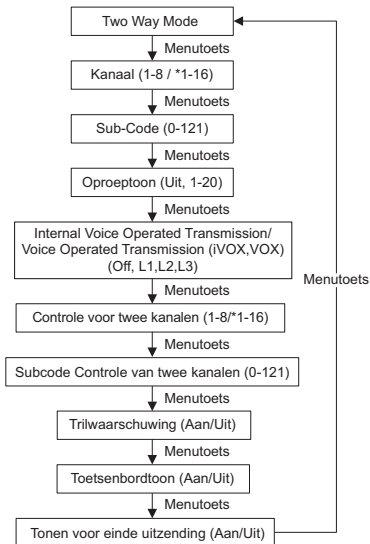 Two Way Mode
Menutoets
Kanaal (1-8 / *1-16)
Menutoets
Sub-Code (0-121)
Menutoets
Oproeptoon (Uit, 1-20)
Menutoets
Internal Voice Operated Transmission/
Voice Operated Transmission (iVOX,VOX)
(Off, L1,L2,L3)
Menutoets
Menutoets
Controle voor twee kanalen (1-8/*1-16)
Menutoets
Subcode Controle van twee kanalen (0-121)
Menutoets
Trilwaarschuwing (Aan/Uit)
Menutoets
Toetsenbordtoon (Aan/Uit)
Menutoets
Tonen voor einde uitzending (Aan/Uit)